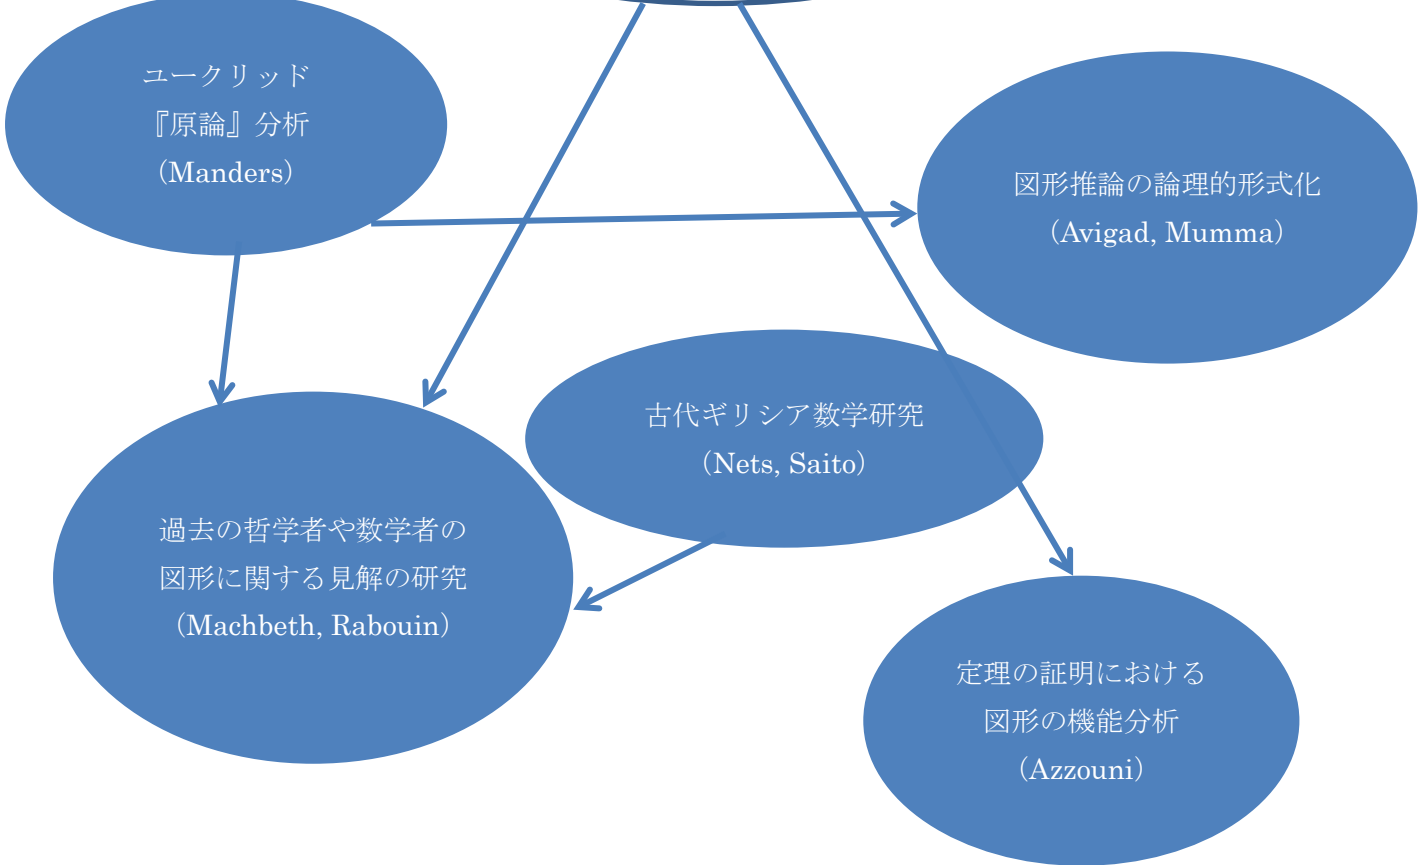 ユークリッド
『原論』分析
（Manders）
図形推論の論理的形式化
（Avigad, Mumma）
古代ギリシア数学研究
（Nets, Saito）
過去の哲学者や数学者の
図形に関する見解の研究
（Machbeth, Rabouin）
定理の証明における
図形の機能分析
（Azzouni）